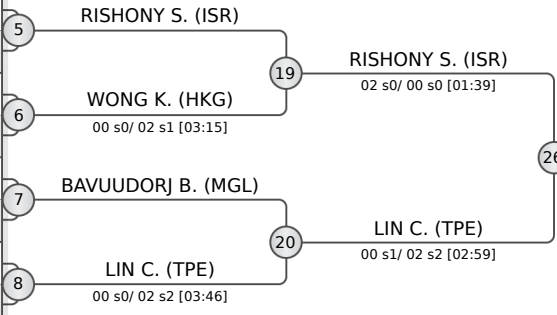 RISHONY S. (ISR)
5
19
RISHONY S. (ISR)
02 s0/ 00 s0 [01:39]
WONG K. (HKG)
6
00 s0/ 02 s1 [03:15]
26
BAVUUDORJ B. (MGL)
7
20
LIN C. (TPE)
00 s1/ 02 s2 [02:59]
LIN C. (TPE)
8
00 s0/ 02 s2 [03:46]